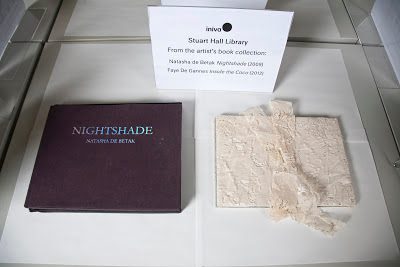 iniva
Stuart Hall Library
From the artist's book collection:
Natasha de Betak Nightshade (2009)
Faye De Gannes Inside the Coco (2012)
NIGHTSHADE
NATASHA DE BETAK